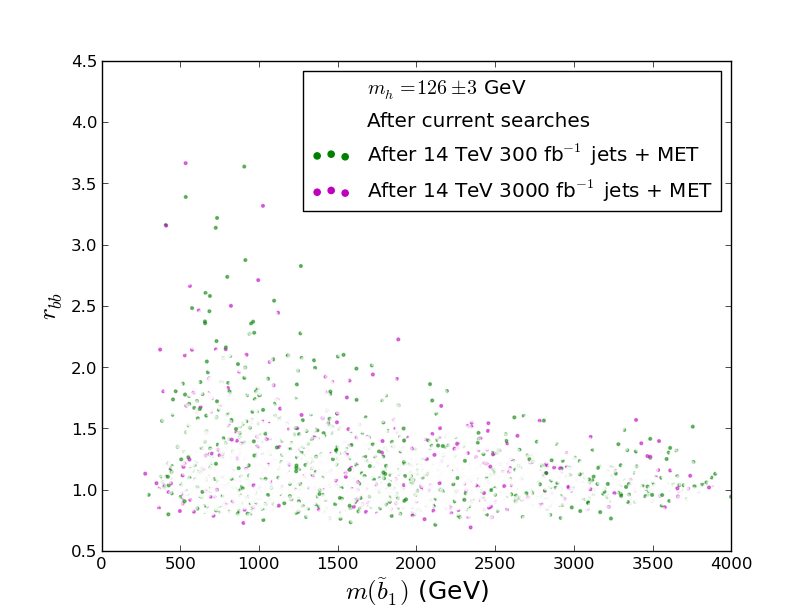 4.5
4.0
3.5
3.0
2.5
2.0
1.5
1.0
0.5
r_bb
m_h = 126 ± 3 GeV
After current searches
After 14 TeV 300 fb⁻¹ jets + MET
After 14 TeV 3000 fb⁻¹ jets + MET
0 500 1000 1500 2000 2500 3000 3500 4000
m(b̃₁) (GeV)